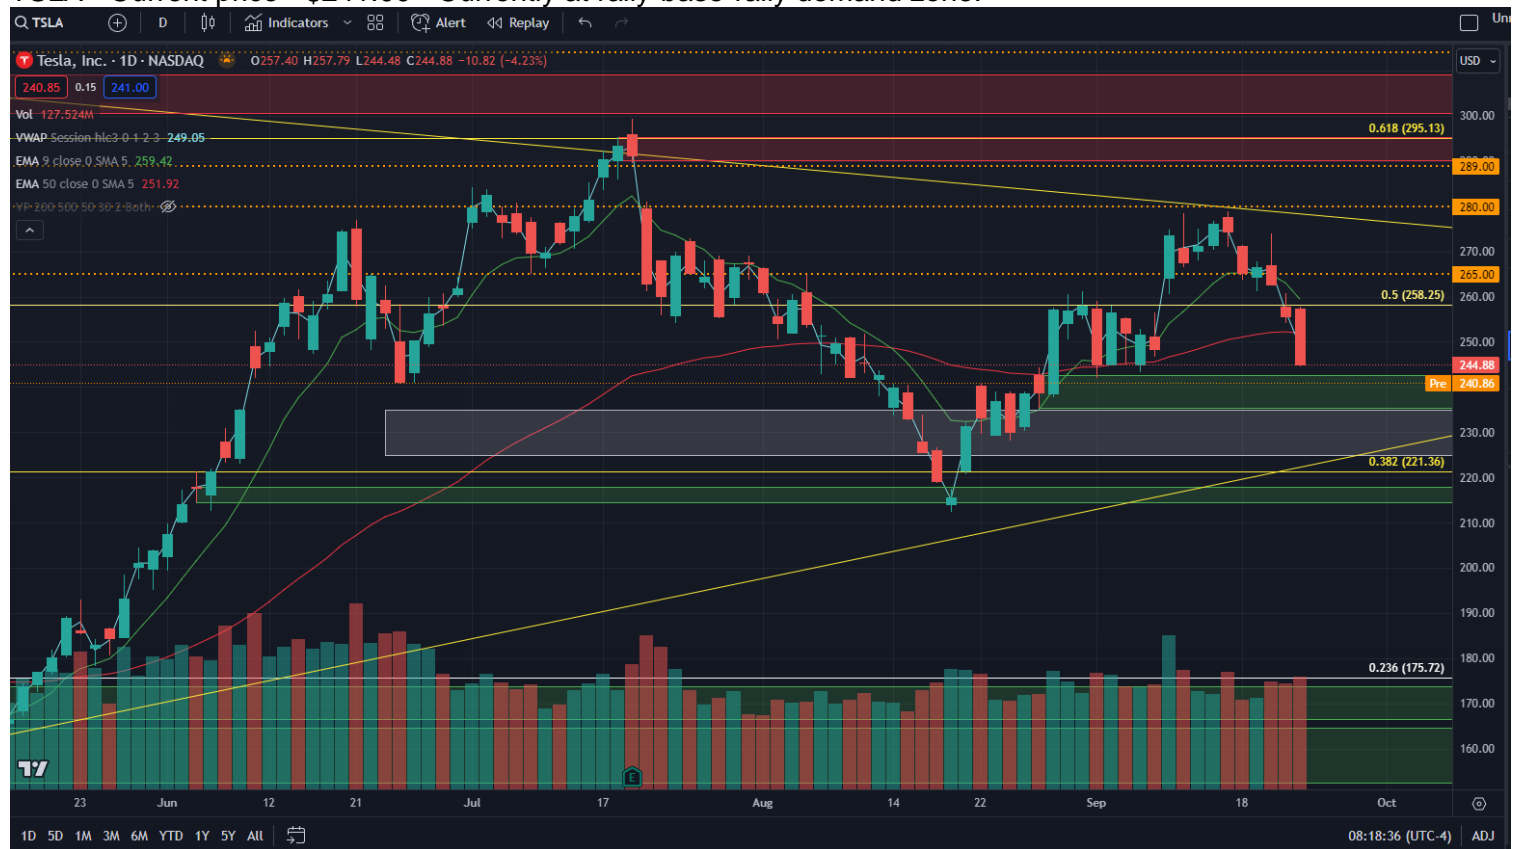 TSLA
D
Indicators
Alert
Replay
Tesla, Inc. · 1D · NASDAQ O257.40 H257.79 L244.48 C244.88 −10.82 (−4.23%)
USD
240.85 0.15 241.00
Vol 127.524M
VWAP Session hlc3 0 1 2 3 249.05
EMA 9 close 0 SMA 5 259.42
EMA 50 close 0 SMA 5 251.92
VP 200 500 50 30 2 Both
300.00
0.618 (295.13)
289.00
280.00
270.00
265.00
0.5 (258.25)
260.00
250.00
244.88
Pre 240.86
230.00
0.382 (221.36)
220.00
210.00
200.00
190.00
180.00
0.236 (175.72)
170.00
160.00
E
23 Jun 12 21 Jul 17 Aug 14 22 Sep 18 Oct
1D 5D 1M 3M 6M YTD 1Y 5Y All
08:18:36 (UTC-4) ADJ